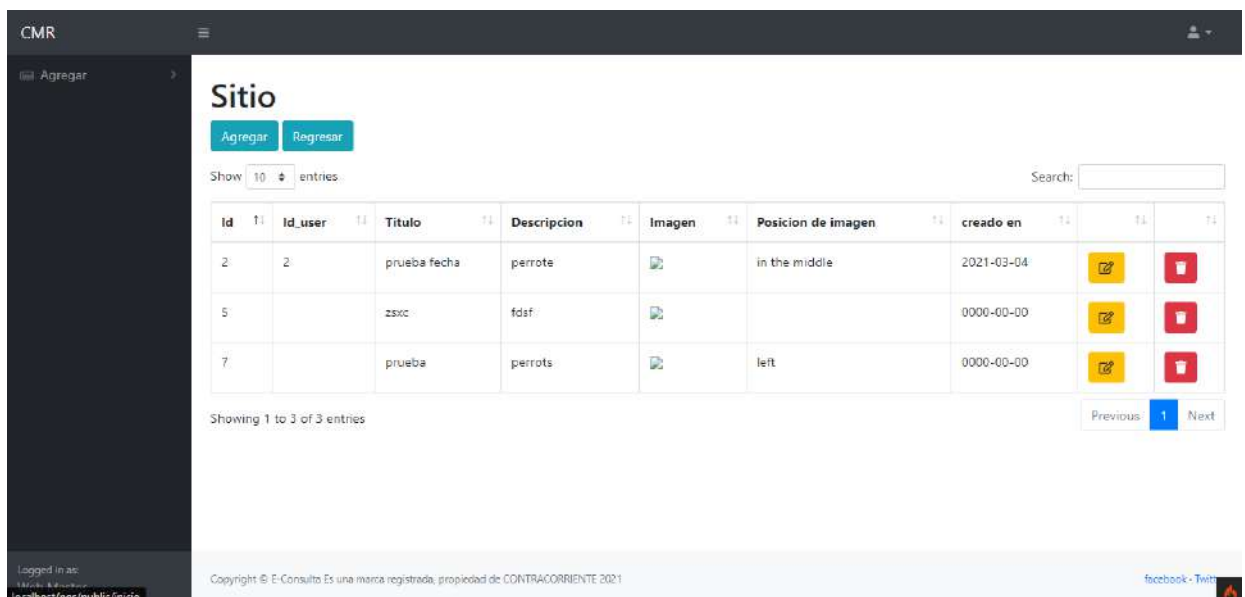 CMR
Agregar
Sitio
Agregar Regresar
Show 10 entries
Search:
Id Id_user Titulo Descripcion Imagen Posicion de imagen creado en
2 2 prueba fecha perrote in the middle 2021-03-04
5 zsxc fdsf 0000-00-00
7 prueba perrots left 0000-00-00
Showing 1 to 3 of 3 entries
Previous 1 Next
Logged in as:
Web Master
Copyright © E-Consulta Es una marca registrada, propiedad de CONTRACORRIENTE 2021
facebook - Twitt